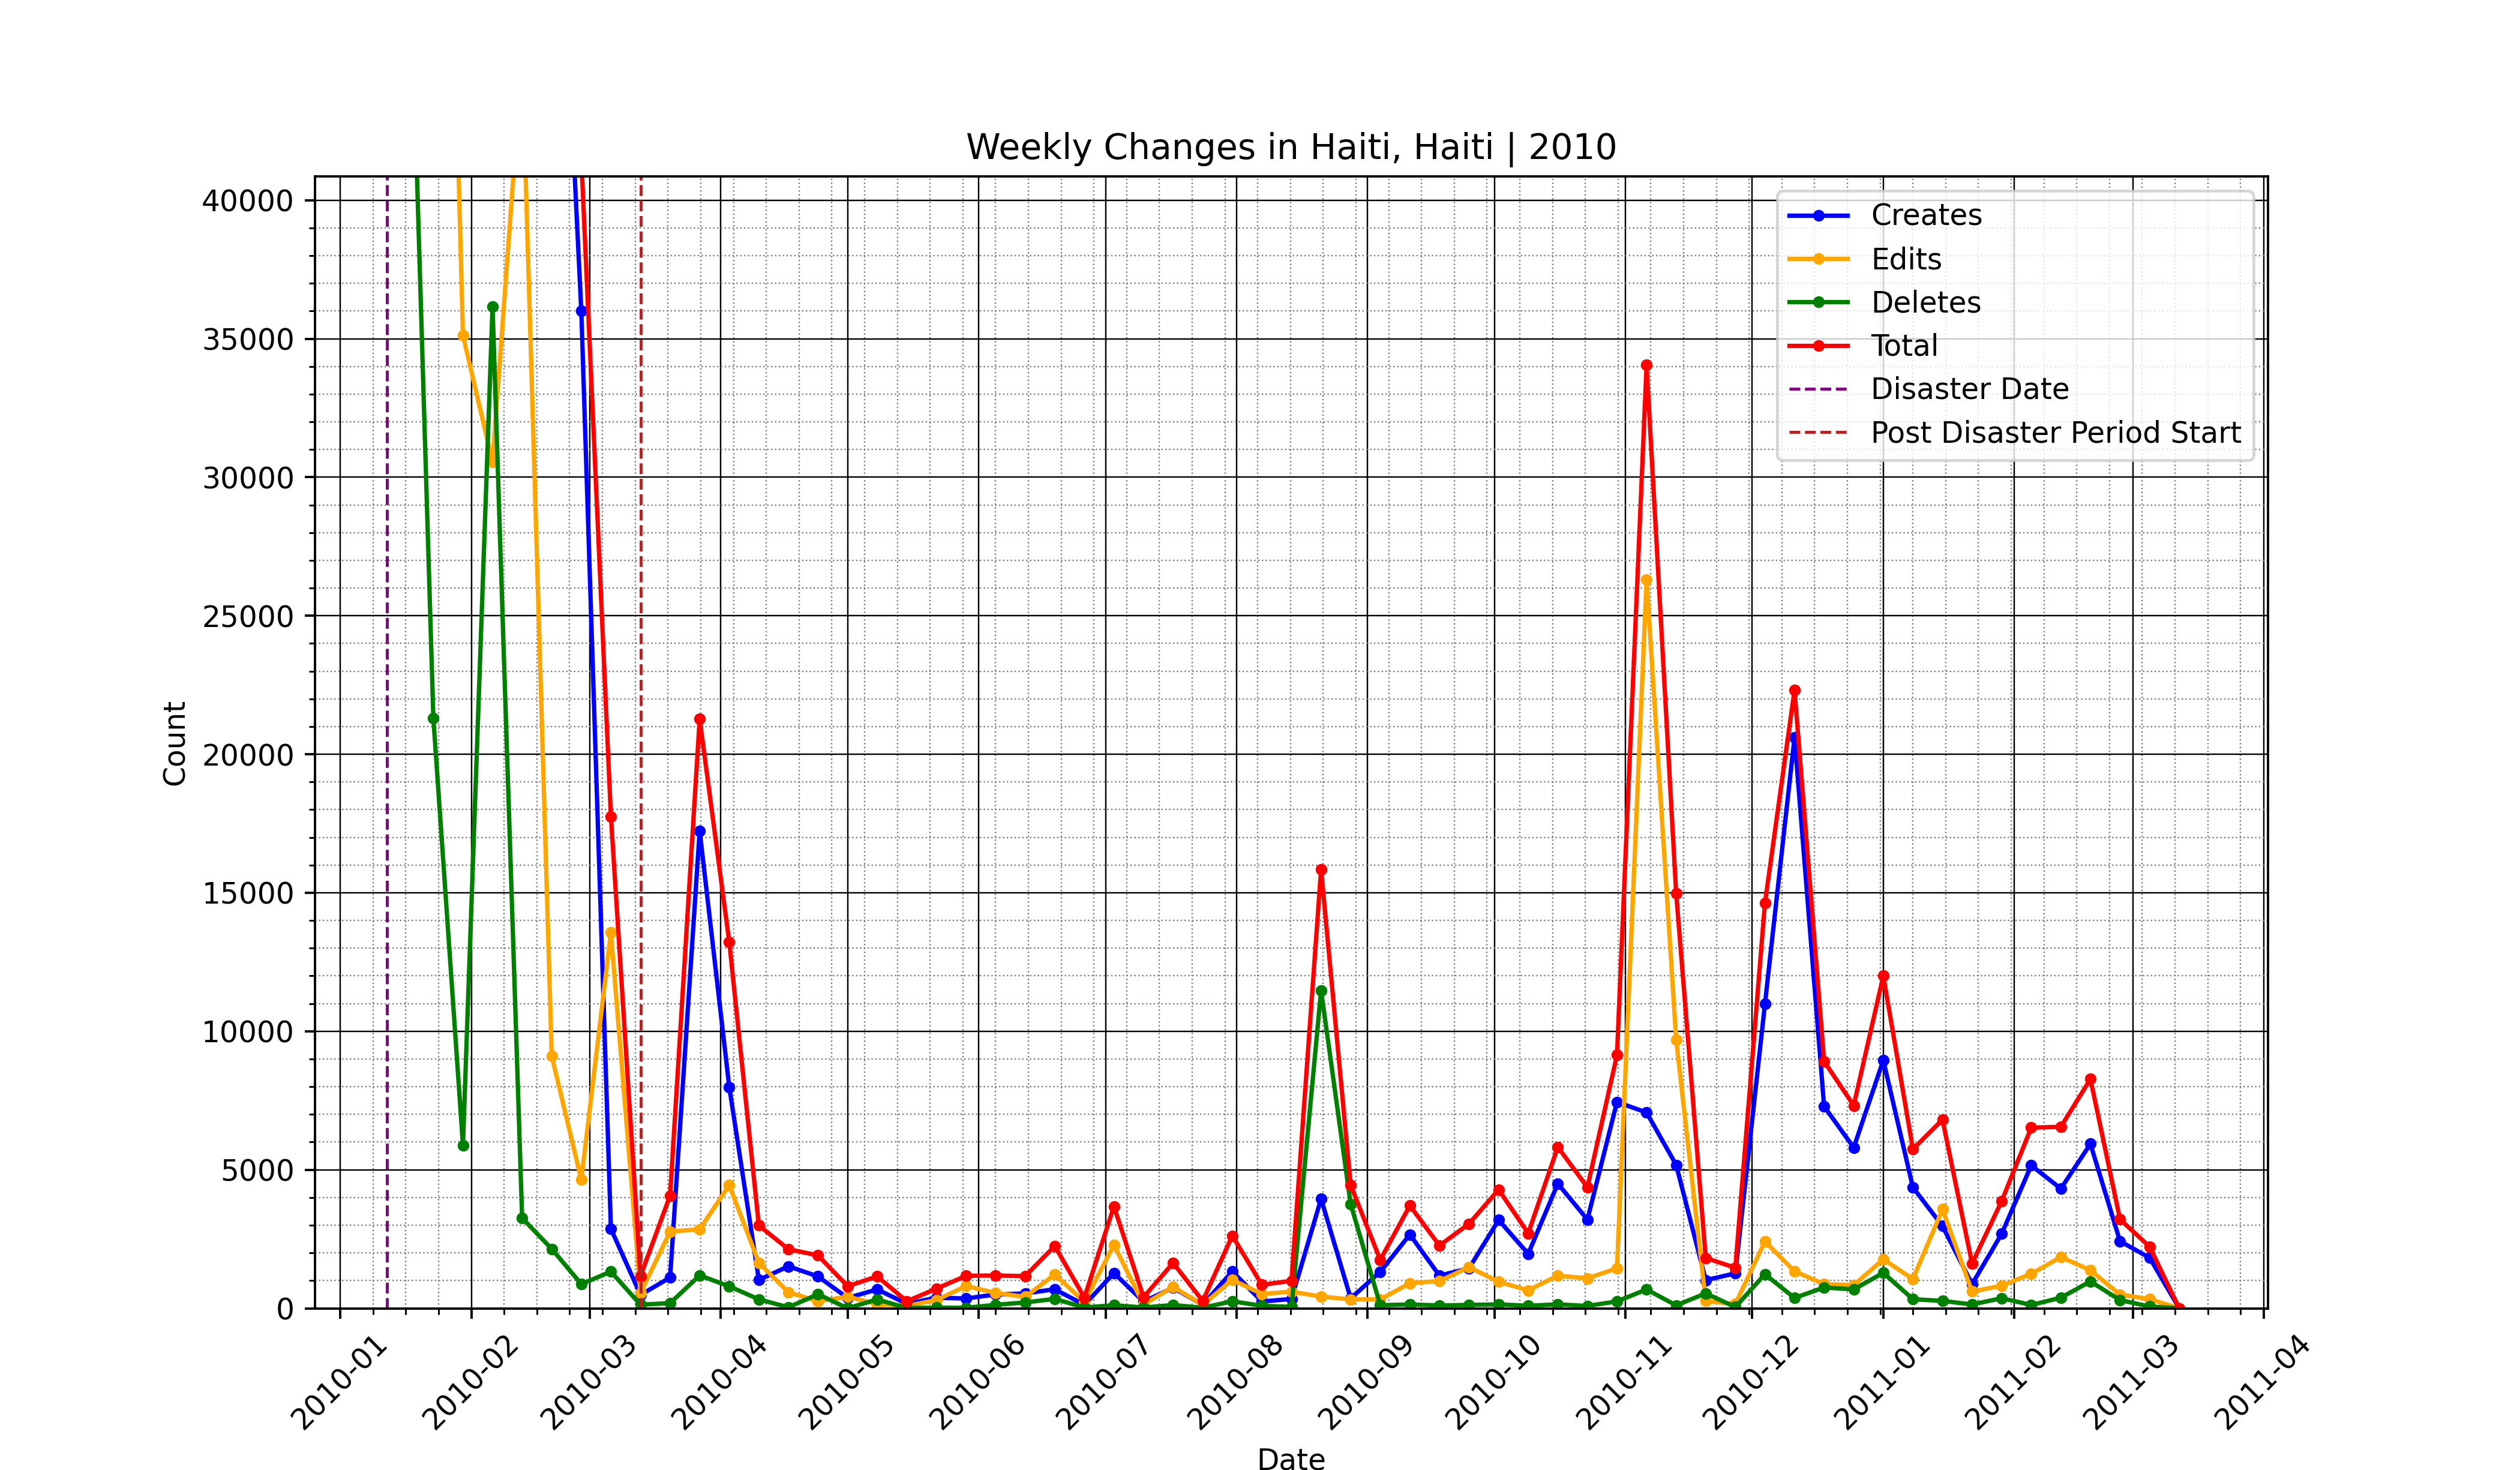 Weekly Changes in Haiti, Haiti | 2010
40000
35000
30000
25000
20000
15000
10000
5000
0
Count
Creates
Edits
Deletes
Total
Disaster Date
Post Disaster Period Start
2010-01
2010-02
2010-03
2010-04
2010-05
2010-06
2010-07
2010-08
2010-09
2010-10
2010-11
2010-12
2011-01
2011-02
2011-03
2011-04
Date